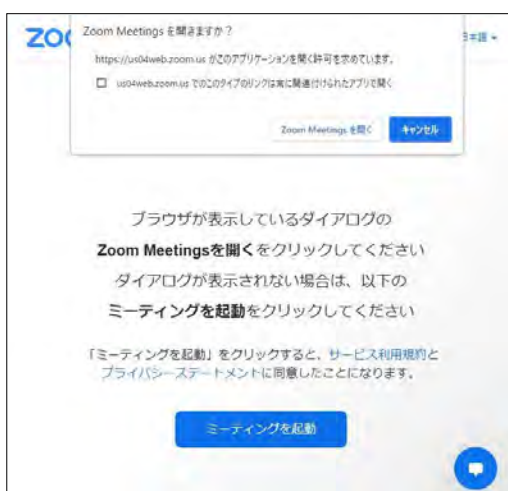 ZOO
Zoom Meetings を開きますか?
日本語
https://us04web.zoom.us がこのアプリケーションを開く許可を求めています。
us04web.zoom.us でのこのタイプのリンクは常に関連付けられたアプリで開く
Zoom Meetings を開く キャンセル
ブラウザが表示しているダイアログの
Zoom Meetingsを開くをクリックしてください
ダイアログが表示されない場合は、以下の
ミーティングを起動をクリックしてください
「ミーティングを起動」をクリックすると、サービス利用規約と
プライバシーステートメントに同意したことになります。
ミーティングを起動